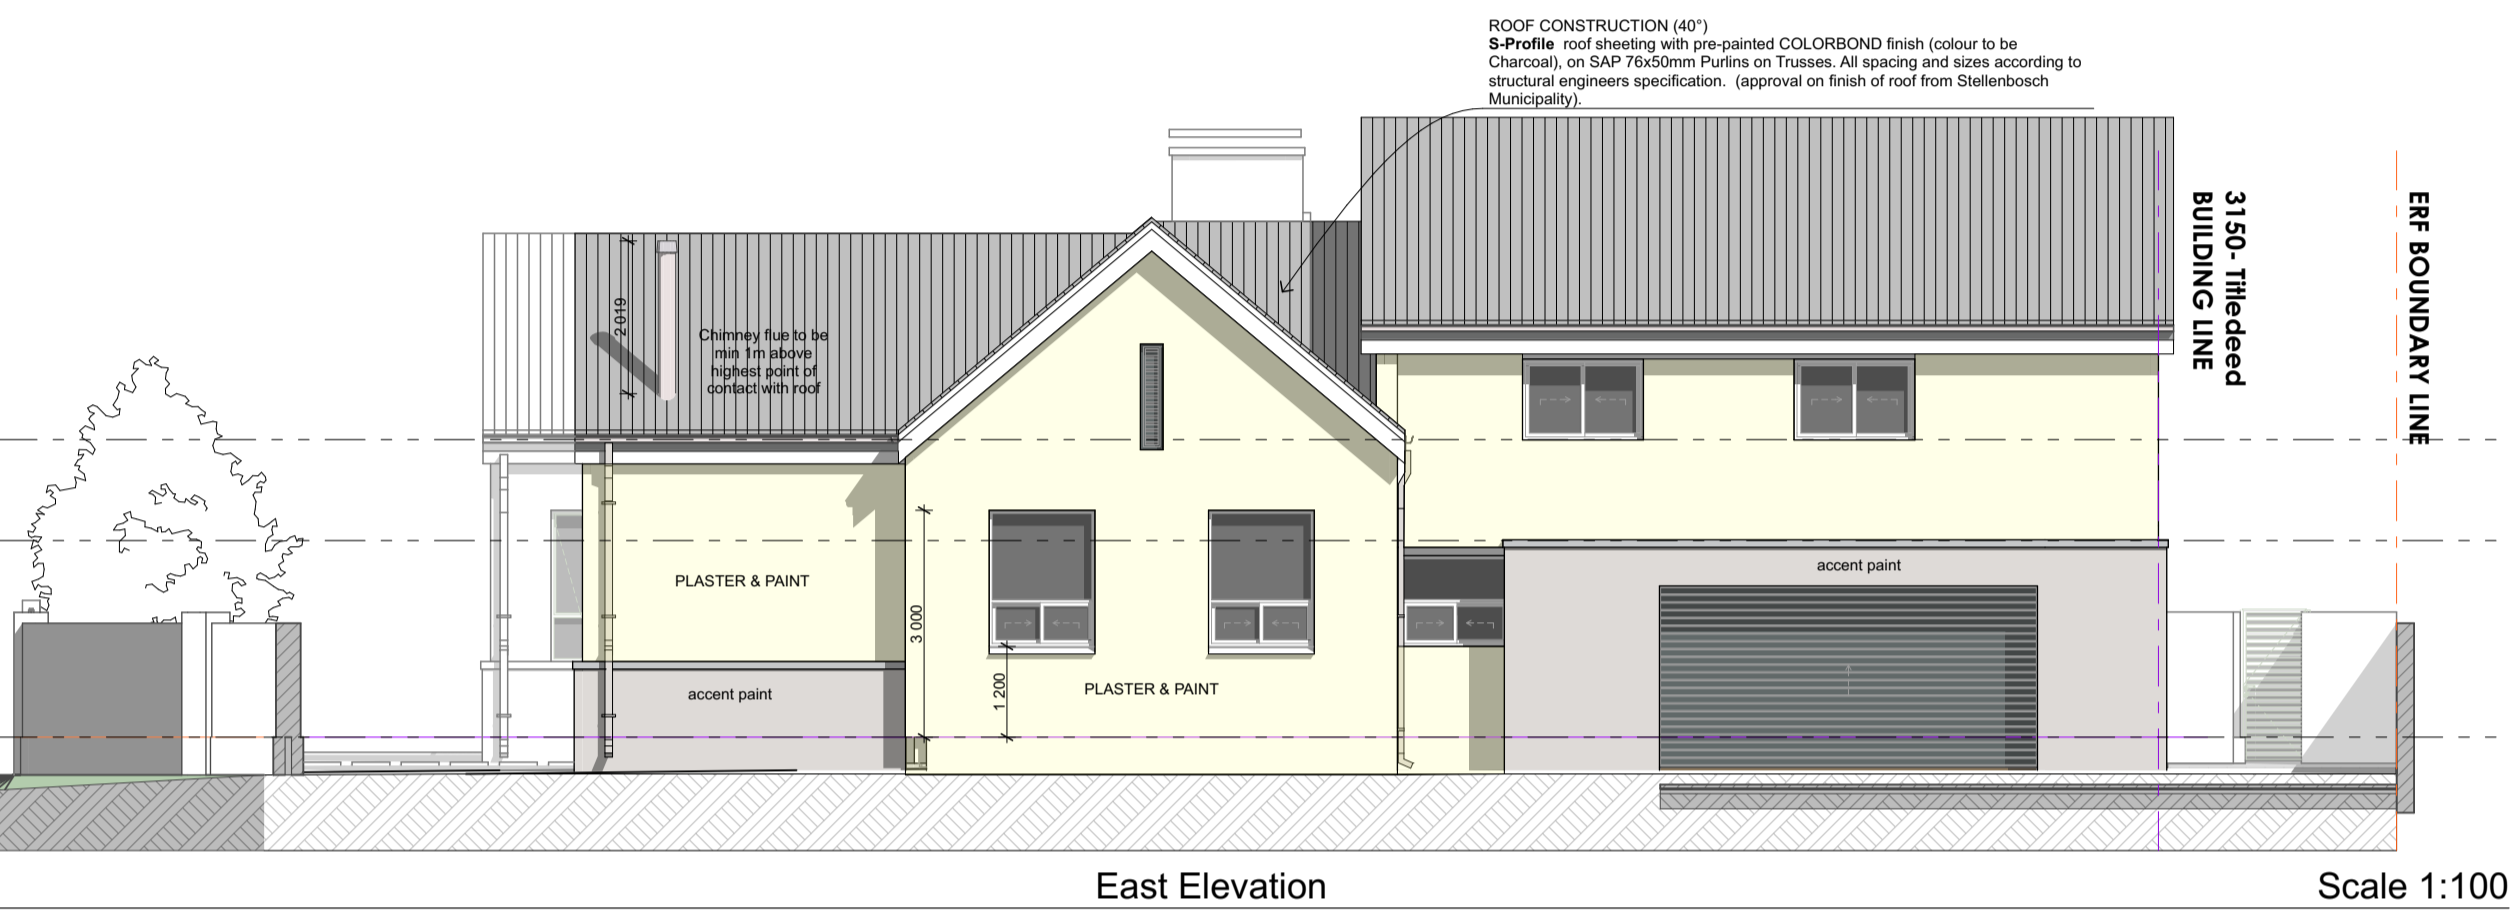 ROOF CONSTRUCTION (40°)
S-Profile roof sheeting with pre-painted COLORBOND finish (colour to be
Charcoal), on SAP 76x50mm Purlins on Trusses. All spacing and sizes according to
structural engineers specification. (approval on finish of roof from Stellenbosch
Municipality).
3150- Titledeed
BUILDING LINE
ERF BOUNDARY LINE
2 019
Chimney flue to be
min 1m above
highest point of
contact with roof
PLASTER & PAINT
accent paint
3 000
1 200
PLASTER & PAINT
accent paint
East Elevation
Scale 1:100